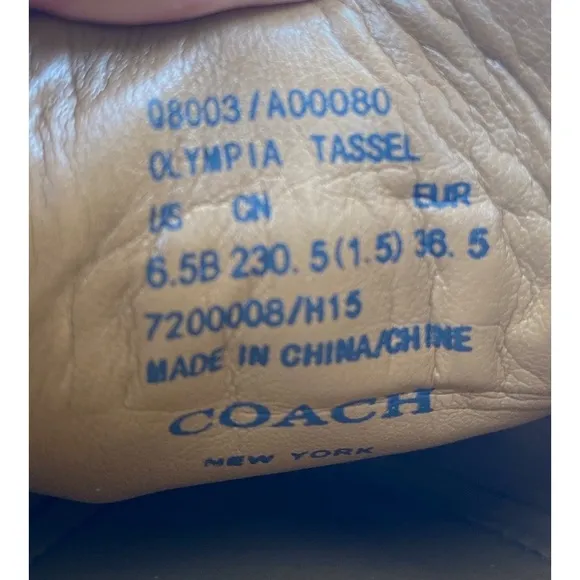 Q8003/A00080
OLYMPIA TASSEL
US CN EUR
6.5B 230.5(1.5) 36.5
7200008/H15
MADE IN CHINA/CHINE
COACH
NEW YORK